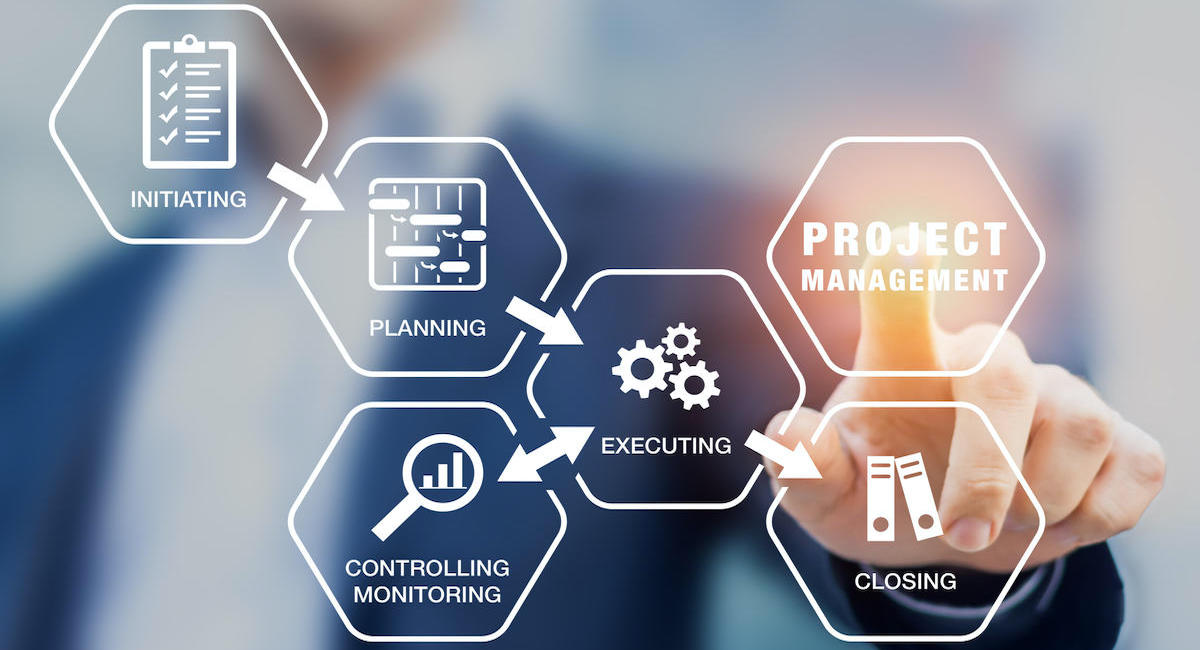 INITIATING
PLANNING
PROJECT
MANAGEMENT
EXECUTING
CONTROLLING
MONITORING
CLOSING